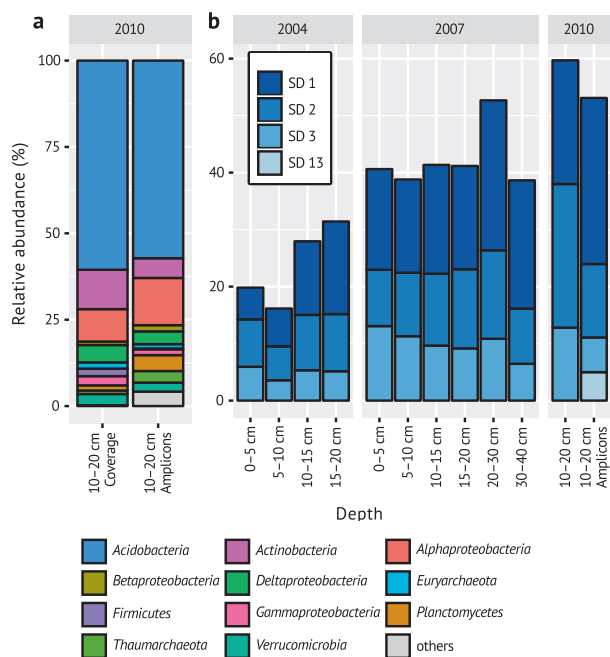 a
2010
b
2004
2007
2010
Relative abundance (%)
100
75
50
25
0
60
40
20
0
SD 1
SD 2
SD 3
SD 13
10–20 cm
Coverage
10–20 cm
Amplicons
0–5 cm
5–10 cm
10–15 cm
15–20 cm
0–5 cm
5–10 cm
10–15 cm
15–20 cm
20–30 cm
30–40 cm
10–20 cm
10–20 cm
Amplicons
Depth
Acidobacteria
Actinobacteria
Alphaproteobacteria
Betaproteobacteria
Deltaproteobacteria
Euryarchaeota
Firmicutes
Gammaproteobacteria
Planctomycetes
Thaumarchaeota
Verrucomicrobia
others